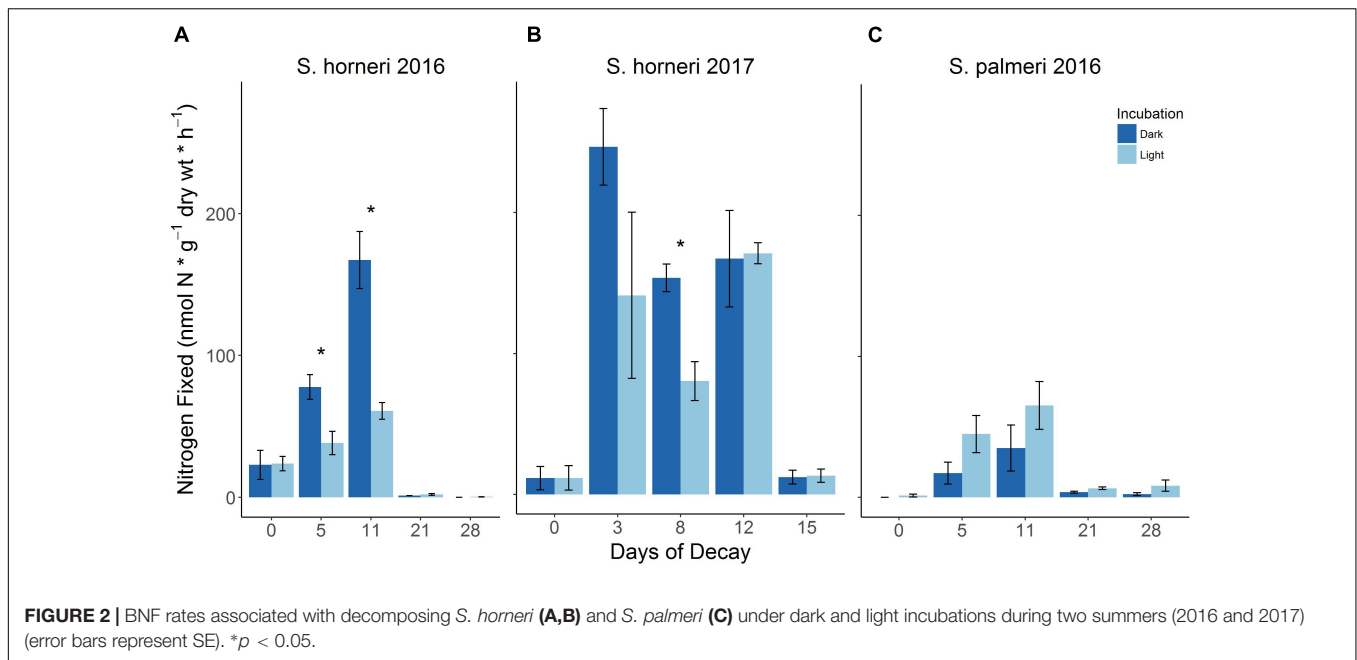 A
B
C
S. horneri 2016
S. horneri 2017
S. palmeri 2016
Nitrogen Fixed (nmol N * g⁻¹ dry wt * h⁻¹)
200
100
0
Incubation
Dark
Light
*
*
*
0 5 11 21 28
0 3 8 12 15
0 5 11 21 28
Days of Decay
FIGURE 2 | BNF rates associated with decomposing S. horneri (A,B) and S. palmeri (C) under dark and light incubations during two summers (2016 and 2017)
(error bars represent SE). *p < 0.05.